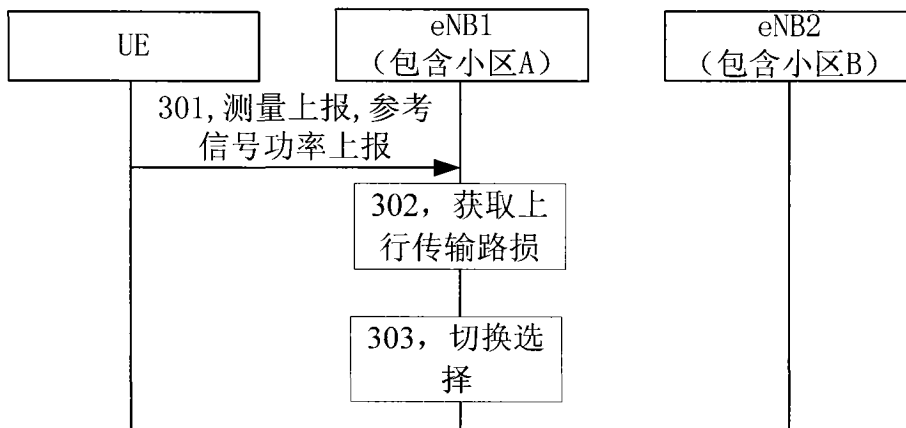 UE
eNB1
（包含小区A）
eNB2
（包含小区B）
301,测量上报,参考
信号功率上报
302，获取上
行传输路损
303，切换选
择